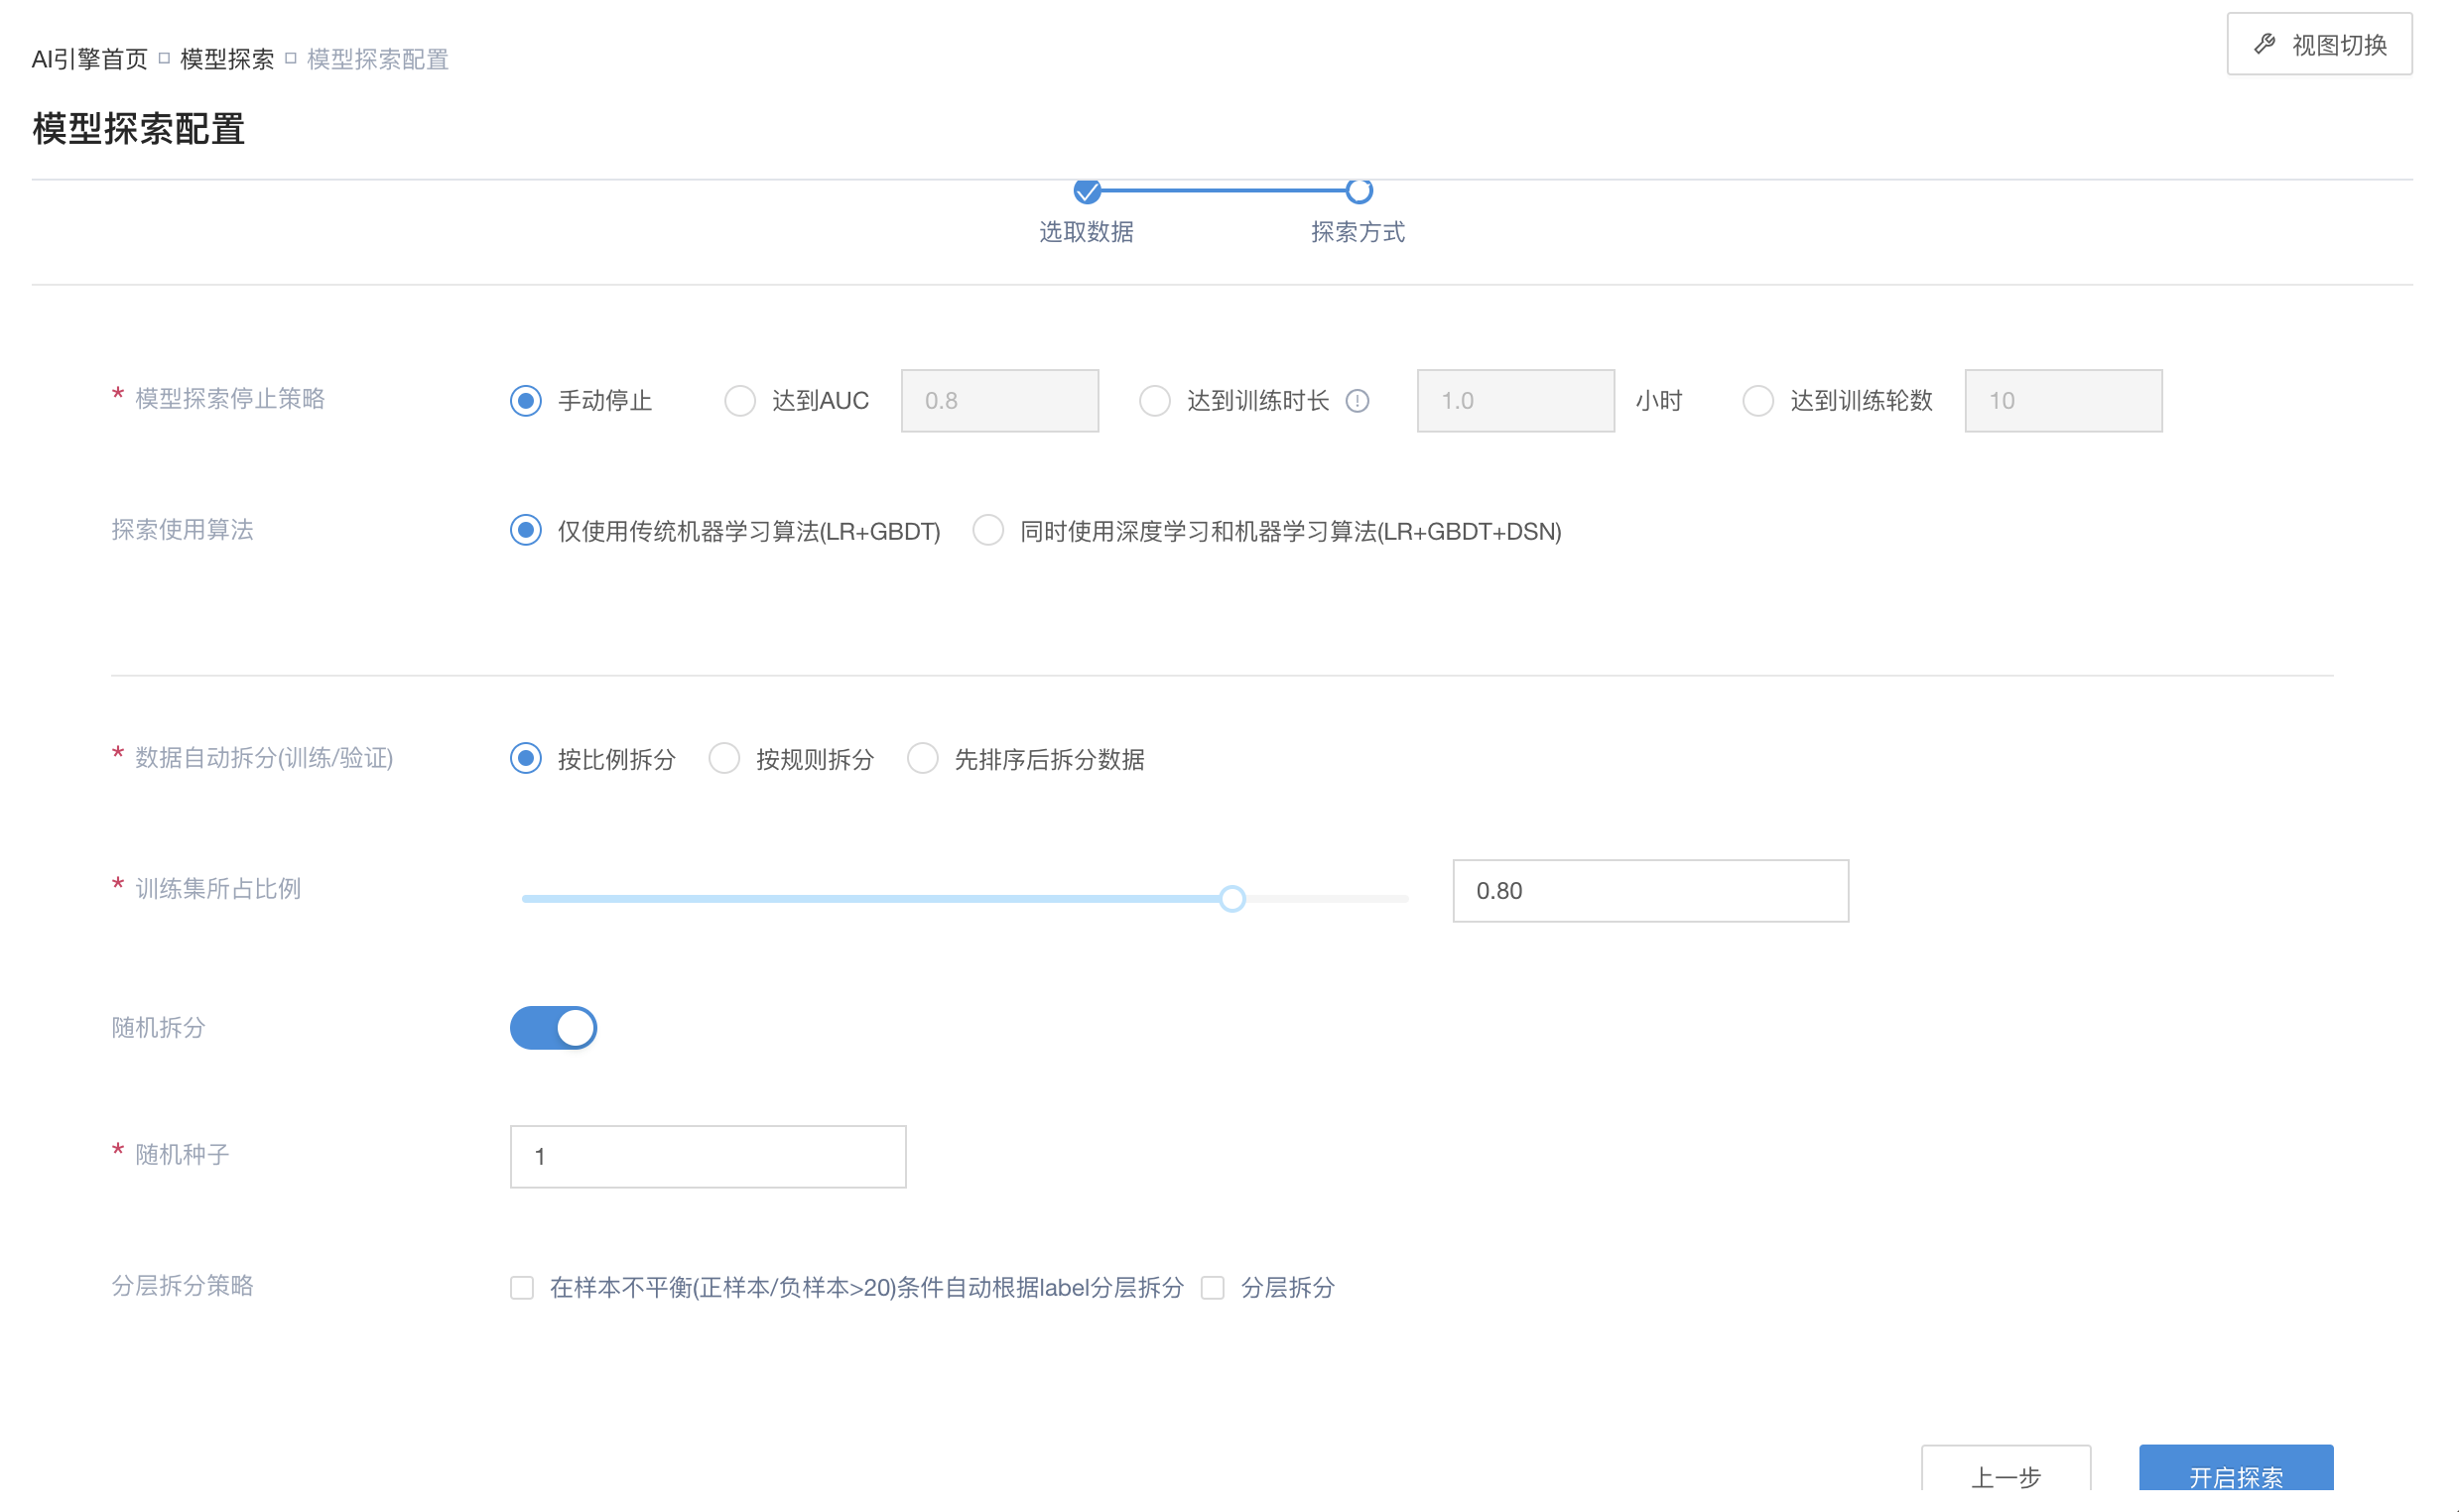 视图切换
AI引擎首页 模型探索 模型探索配置
模型探索配置
选取数据 探索方式
* 模型探索停止策略 手动停止 达到AUC 0.8 达到训练时长 1.0 小时 达到训练轮数 10
探索使用算法 仅使用传统机器学习算法(LR+GBDT) 同时使用深度学习和机器学习算法(LR+GBDT+DSN)
* 数据自动拆分(训练/验证) 按比例拆分 按规则拆分 先排序后拆分数据
* 训练集所占比例 0.80
随机拆分
* 随机种子 1
分层拆分策略 在样本不平衡(正样本/负样本>20)条件自动根据label分层拆分 分层拆分
上一步 开启探索